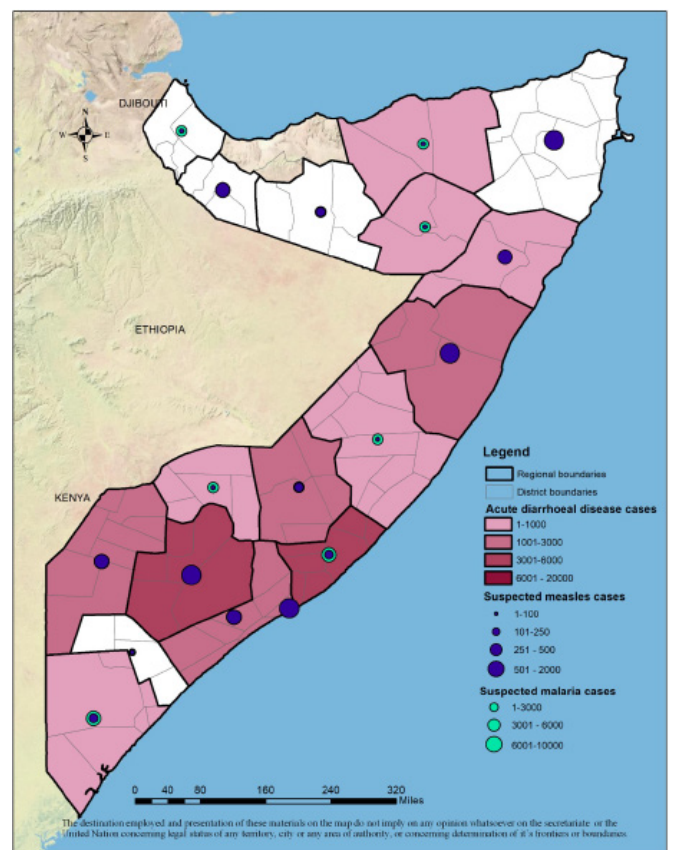 DJIBOUTI
N
W E
S
ETHIOPIA
KENYA
Legend
Regional boundaries
District boundaries
Acute diarrhoeal disease cases
1-1000
1001-3000
3001-6000
6001 - 20000
Suspected measles cases
1-100
101-250
251 - 500
501 - 2000
Suspected malaria cases
1-3000
3001 - 6000
6001-10000
0 40 80 160 240 320
Miles
The destination employed and presentation of these materials on the map do not imply on any opinion whatsoever on the secretariate or the
United Nation concerning legal status of any territory, city or any area of authority, or concerning determination of it's frontiers or boundaries